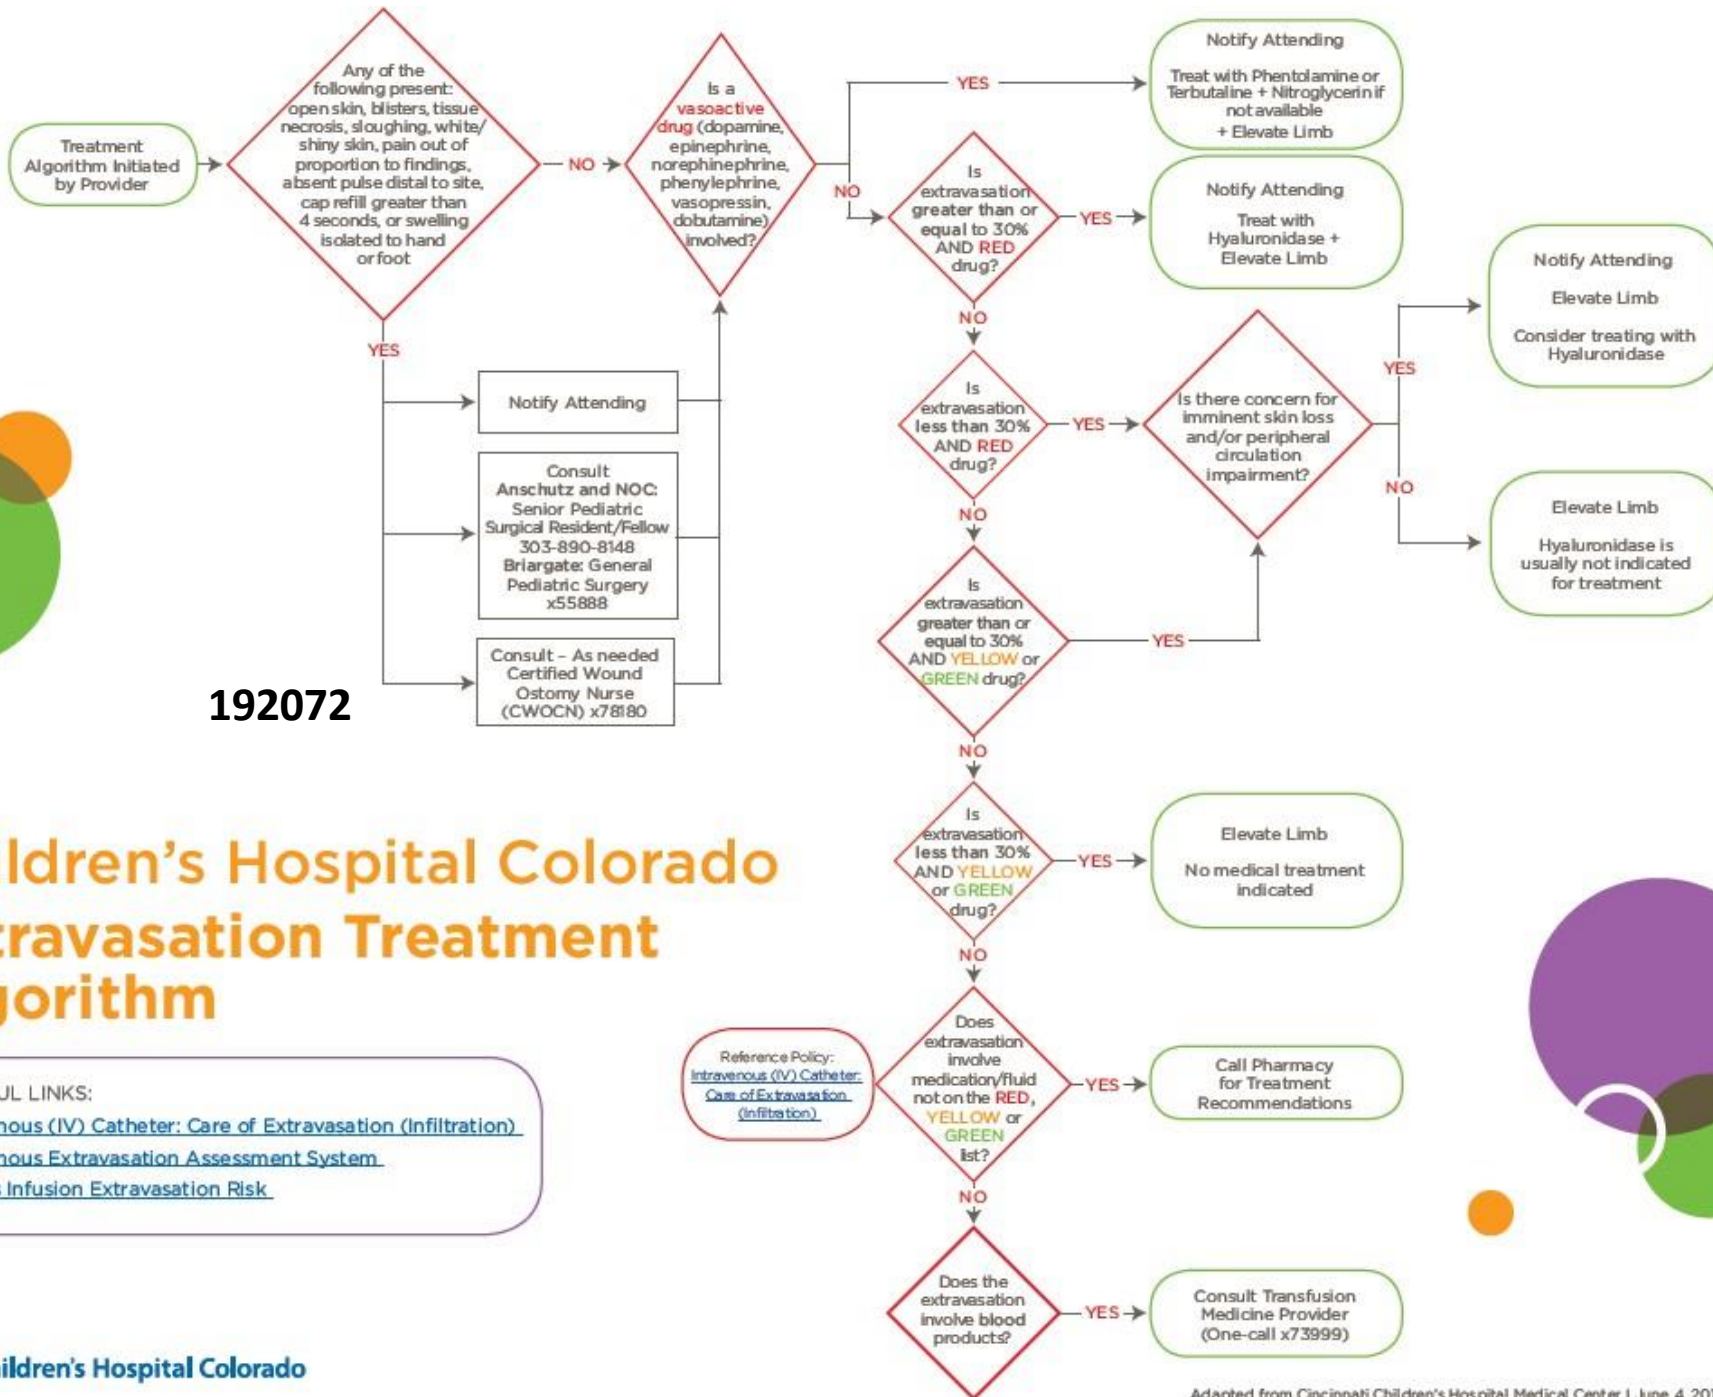 Treatment
Algorithm Initiated
by Provider
Any of the
following present:
open skin, blisters, tissue
necrosis, sloughing, white/
shiny skin, pain out of
proportion to findings,
absent pulse distal to site,
cap refill greater than
4 seconds, or swelling
isolated to hand
or foot
NO
YES
Notify Attending
Consult
Anschutz and NOC:
Senior Pediatric
Surgical Resident/Fellow
303-890-8148
Briargate: General
Pediatric Surgery
x55888
Consult – As needed
Certified Wound
Ostomy Nurse
(CWOCN) x78180
192072
Is a
vasoactive
drug (dopamine,
epinephrine,
norephinephrine,
phenylephrine,
vasopressin,
dobutamine)
involved?
YES
Notify Attending
Treat with Phentolamine or
Terbutaline + Nitroglycerin if
not available
+ Elevate Limb
NO
Is
extravasation
greater than or
equal to 30%
AND RED
drug?
YES
Notify Attending
Treat with
Hyaluronidase +
Elevate Limb
NO
Is
extravasation
less than 30%
AND RED
drug?
YES
Is there concern for
imminent skin loss
and/or peripheral
circulation
impairment?
YES
Notify Attending
Elevate Limb
Consider treating with
Hyaluronidase
NO
Elevate Limb
Hyaluronidase is
usually not indicated
for treatment
NO
Is
extravasation
greater than or
equal to 30%
AND YELLOW or
GREEN drug?
YES
NO
Is
extravasation
less than 30%
AND YELLOW
or GREEN
drug?
YES
Elevate Limb
No medical treatment
indicated
NO
Does
extravasation
involve
medication/fluid
not on the RED,
YELLOW or
GREEN
list?
Reference Policy:
Intravenous (IV) Catheter:
Care of Extravasation
(Infiltration)
YES
Call Pharmacy
for Treatment
Recommendations
NO
Does the
extravasation
involve blood
products?
YES
Consult Transfusion
Medicine Provider
(One-call x73999)
ldren's Hospital Colorado
travasation Treatment
gorithm
UL LINKS:
nous (IV) Catheter: Care of Extravasation (Infiltration)
nous Extravasation Assessment System
s Infusion Extravasation Risk
ildren's Hospital Colorado
Adapted from Cincinnati Children's Hospital Medical Center | June 4, 20